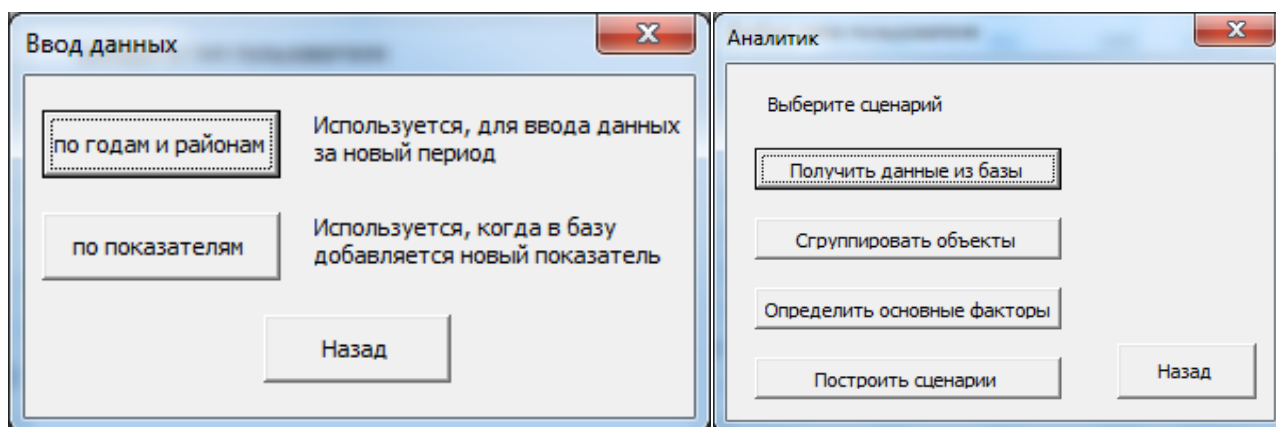 Ввод данных
по годам и районам
Используется, для ввода данных
за новый период
по показателям
Используется, когда в базу
добавляется новый показатель
Назад
Аналитик
Выберите сценарий
Получить данные из базы
Сгруппировать объекты
Определить основные факторы
Построить сценарии
Назад